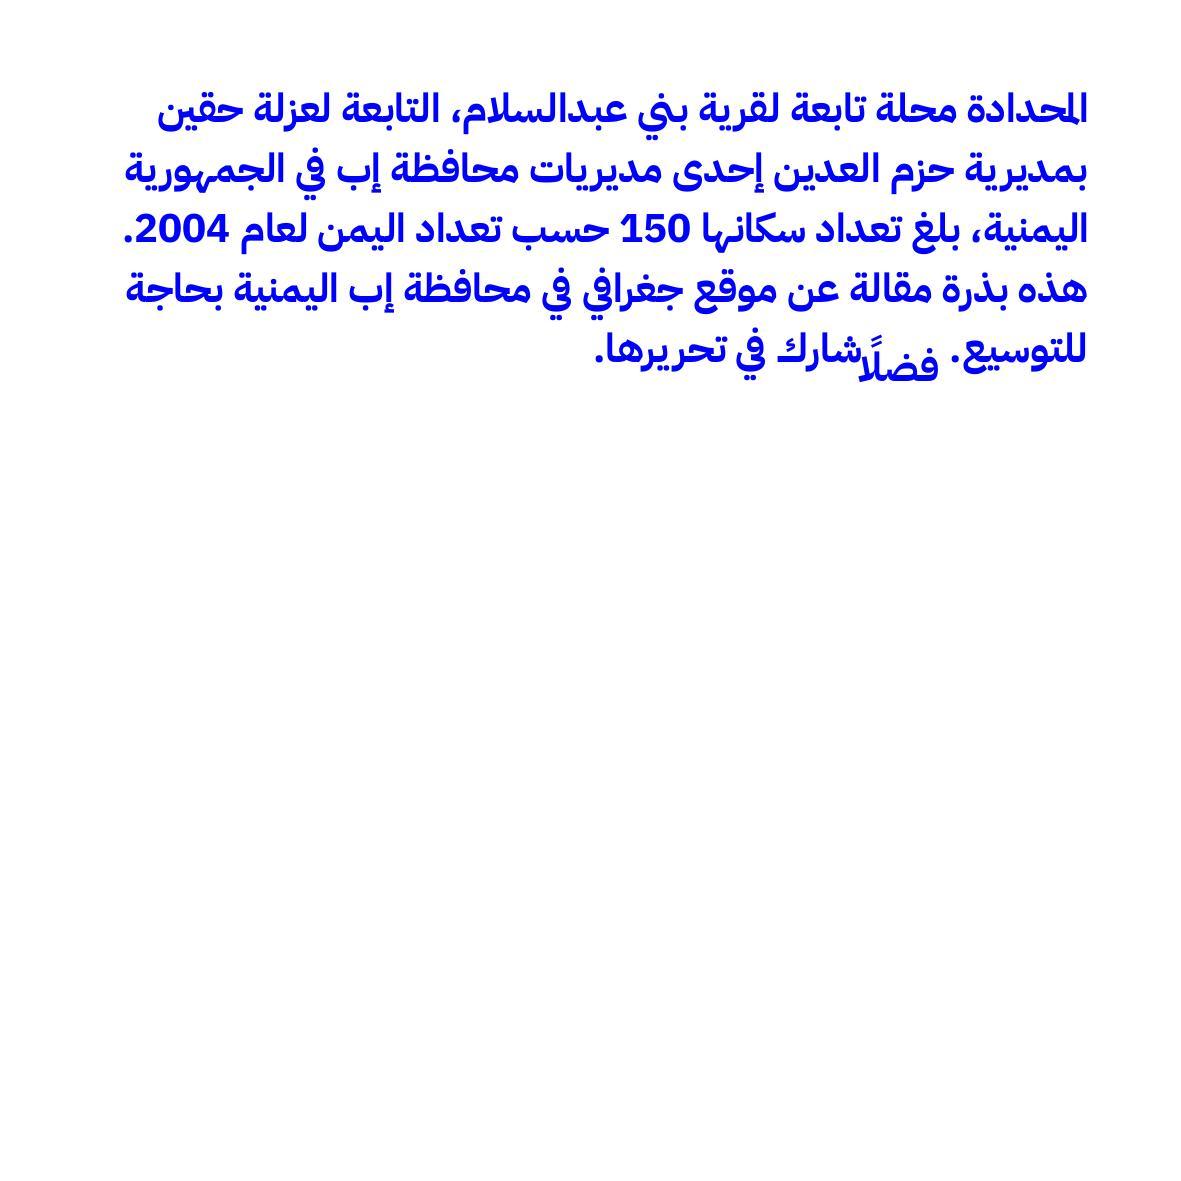 المحدادة محلة تابعة لقرية بني عبدالسلام، التابعة لعزلة حقين
بمديرية حزم العدين إحدى مديريات محافظة إب في الجمهورية
اليمنية، بلغ تعداد سكانها 150 حسب تعداد اليمن لعام 2004.
هذه بذرة مقالة عن موقع جغرافي في محافظة إب اليمنية بحاجة
للتوسيع. فضلًا شارك في تحريرها.